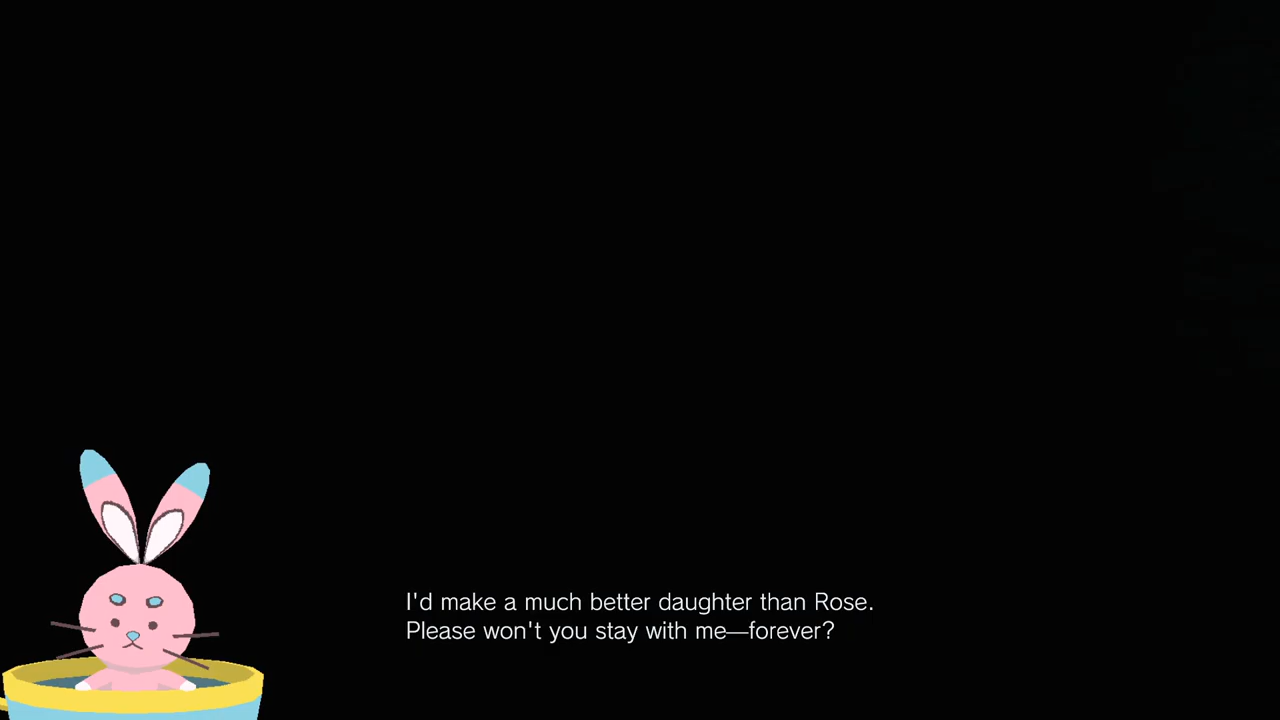 I'd make a much better daughter than Rose.
Please won't you stay with me—forever?